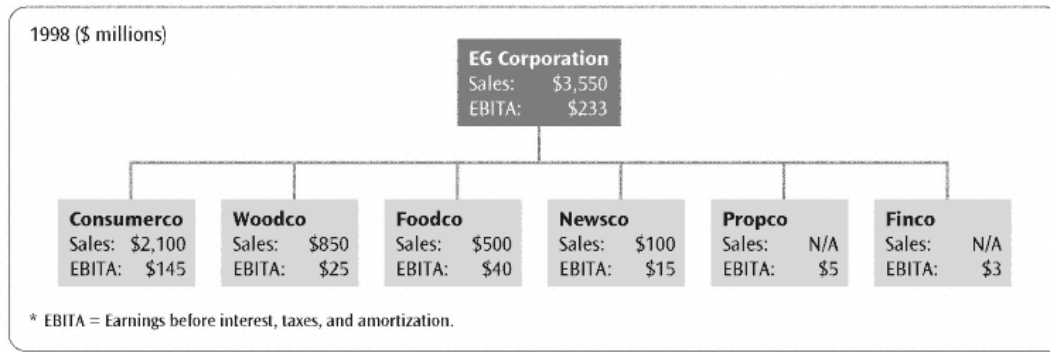 1998 ($ millions)
EG Corporation
Sales: $3,550
EBITA: $233
Consumerco
Sales: $2,100
EBITA: $145
Woodco
Sales: $850
EBITA: $25
Foodco
Sales: $500
EBITA: $40
Newsco
Sales: $100
EBITA: $15
Propco
Sales: N/A
EBITA: $5
Finco
Sales: N/A
EBITA: $3
* EBITA = Earnings before interest, taxes, and amortization.